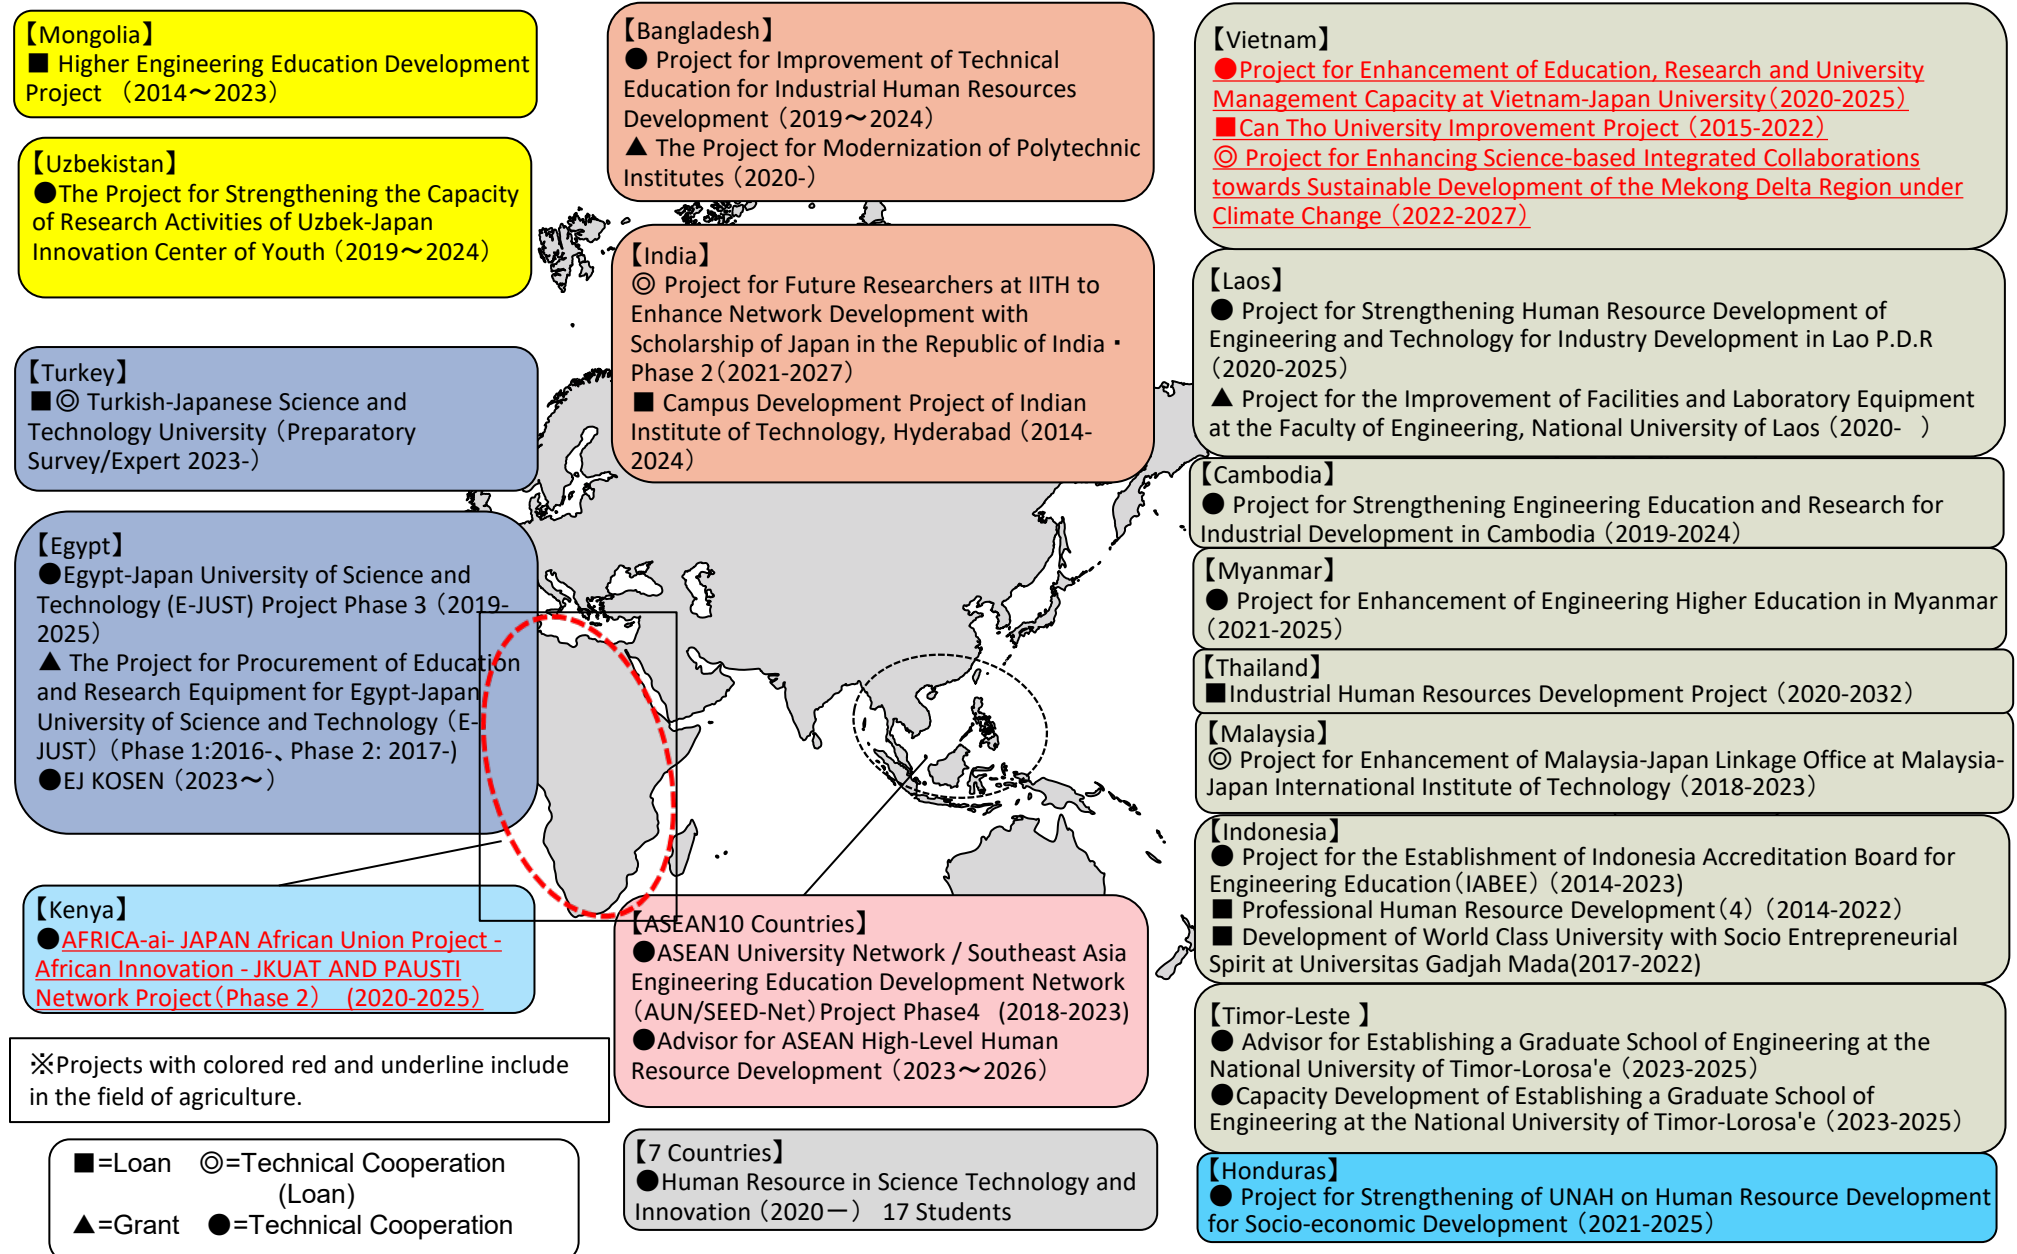 【Mongolia】
■ Higher Engineering Education Development
Project （2014～2023）
【Uzbekistan】
●The Project for Strengthening the Capacity
of Research Activities of Uzbek-Japan
Innovation Center of Youth（2019～2024）
【Turkey】
■◎ Turkish-Japanese Science and
Technology University（Preparatory
Survey/Expert 2023-）
【Egypt】
●Egypt-Japan University of Science and
Technology (E-JUST) Project Phase 3（2019-
2025）
▲ The Project for Procurement of Education
and Research Equipment for Egypt-Japan
University of Science and Technology（E-
JUST）（Phase 1:2016-、Phase 2: 2017-)
●EJ KOSEN（2023～）
【Kenya】
●AFRICA-ai- JAPAN African Union Project -
African Innovation - JKUAT AND PAUSTI
Network Project（Phase 2） （2020-2025）
※Projects with colored red and underline include
in the field of agriculture.
■=Loan ◎=Technical Cooperation
(Loan)
▲=Grant ●=Technical Cooperation
【Bangladesh】
● Project for Improvement of Technical
Education for Industrial Human Resources
Development（2019～2024）
▲ The Project for Modernization of Polytechnic
Institutes（2020-）
【India】
◎ Project for Future Researchers at IITH to
Enhance Network Development with
Scholarship of Japan in the Republic of India・
Phase 2（2021-2027）
■ Campus Development Project of Indian
Institute of Technology, Hyderabad（2014-
2024）
【ASEAN10 Countries】
●ASEAN University Network / Southeast Asia
Engineering Education Development Network
（AUN/SEED-Net）Project Phase4 (2018-2023)
●Advisor for ASEAN High-Level Human
Resource Development（2023～2026）
【7 Countries】
●Human Resource in Science Technology and
Innovation（2020－） 17 Students
【Vietnam】
●Project for Enhancement of Education, Research and University
Management Capacity at Vietnam-Japan University（2020-2025）
■Can Tho University Improvement Project（2015-2022）
◎ Project for Enhancing Science-based Integrated Collaborations
towards Sustainable Development of the Mekong Delta Region under
Climate Change（2022-2027）
【Laos】
● Project for Strengthening Human Resource Development of
Engineering and Technology for Industry Development in Lao P.D.R
（2020-2025）
▲ Project for the Improvement of Facilities and Laboratory Equipment
at the Faculty of Engineering, National University of Laos（2020- ）
【Cambodia】
● Project for Strengthening Engineering Education and Research for
Industrial Development in Cambodia（2019-2024）
【Myanmar】
● Project for Enhancement of Engineering Higher Education in Myanmar
（2021-2025）
【Thailand】
■Industrial Human Resources Development Project（2020-2032）
【Malaysia】
◎ Project for Enhancement of Malaysia-Japan Linkage Office at Malaysia-
Japan International Institute of Technology（2018-2023）
【Indonesia】
● Project for the Establishment of Indonesia Accreditation Board for
Engineering Education（IABEE）（2014-2023)
■ Professional Human Resource Development（4）（2014-2022）
■ Development of World Class University with Socio Entrepreneurial
Spirit at Universitas Gadjah Mada(2017-2022)
【Timor-Leste 】
● Advisor for Establishing a Graduate School of Engineering at the
National University of Timor-Lorosa'e（2023-2025）
●Capacity Development of Establishing a Graduate School of
Engineering at the National University of Timor-Lorosa'e（2023-2025）
【Honduras】
● Project for Strengthening of UNAH on Human Resource Development
for Socio-economic Development（2021-2025）